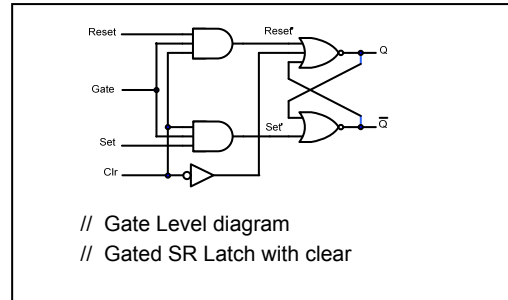 Reset
Reset'
Q
Gate
Set
Set'
Q̅
Clr
// Gate Level diagram
// Gated SR Latch with clear